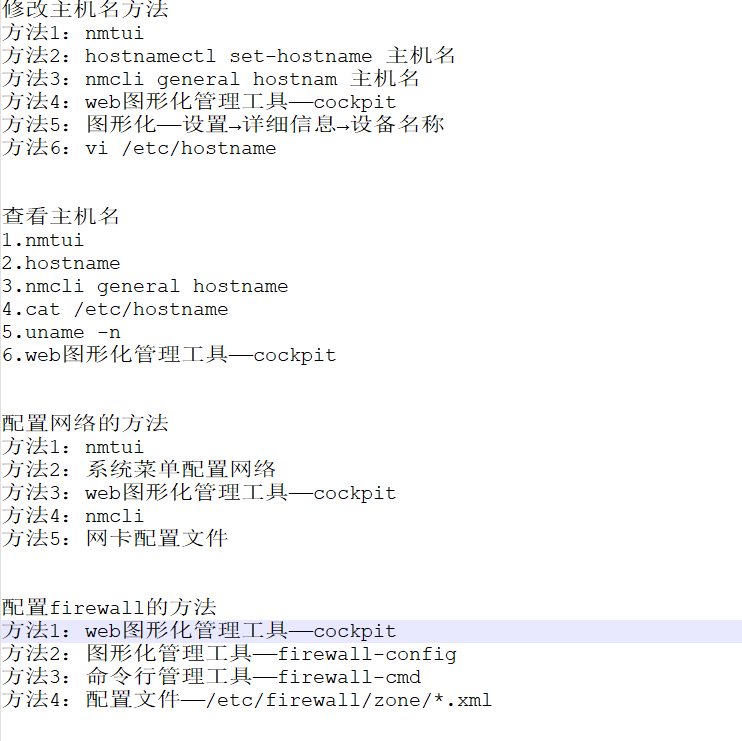 修改主机名方法
方法1：nmtui
方法2：hostnamectl set-hostname 主机名
方法3：nmcli general hostnam 主机名
方法4：web图形化管理工具——cockpit
方法5：图形化——设置→详细信息→设备名称
方法6：vi /etc/hostname
查看主机名
1.nmtui
2.hostname
3.nmcli general hostname
4.cat /etc/hostname
5.uname -n
6.web图形化管理工具——cockpit
配置网络的方法
方法1：nmtui
方法2：系统菜单配置网络
方法3：web图形化管理工具——cockpit
方法4：nmcli
方法5：网卡配置文件
配置firewall的方法
方法1：web图形化管理工具——cockpit
方法2：图形化管理工具——firewall-config
方法3：命令行管理工具——firewall-cmd
方法4：配置文件——/etc/firewall/zone/*.xml